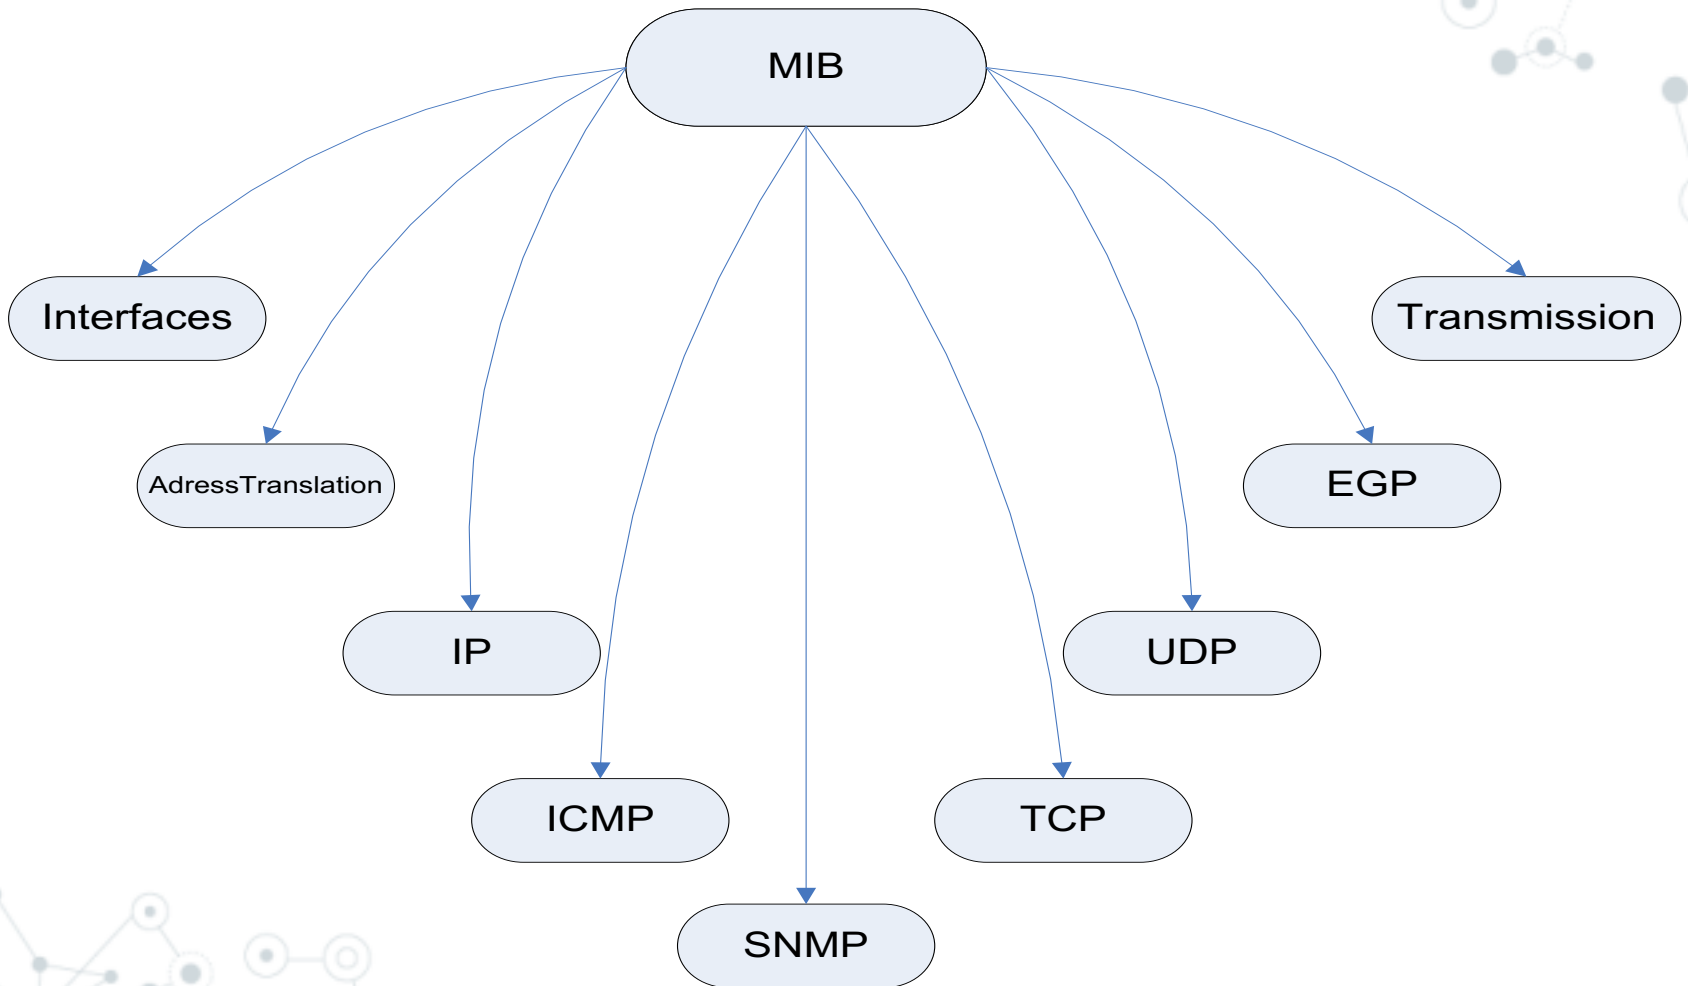 MIB
Interfaces
Transmission
AdressTranslation
EGP
IP
UDP
ICMP
TCP
SNMP